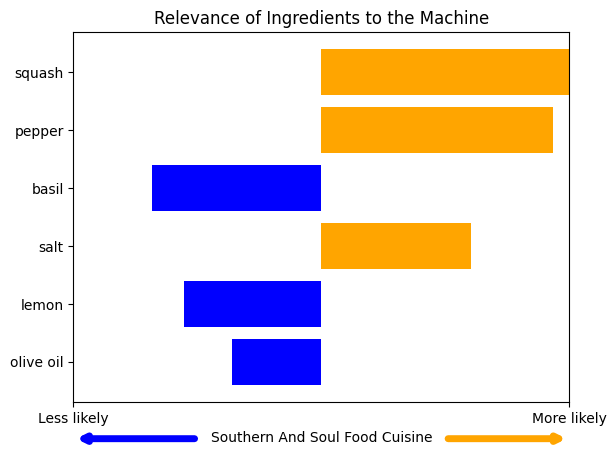 Relevance of Ingredients to the Machine
squash
pepper
basil
salt
lemon
olive oil
Less likely
More likely
Southern And Soul Food Cuisine